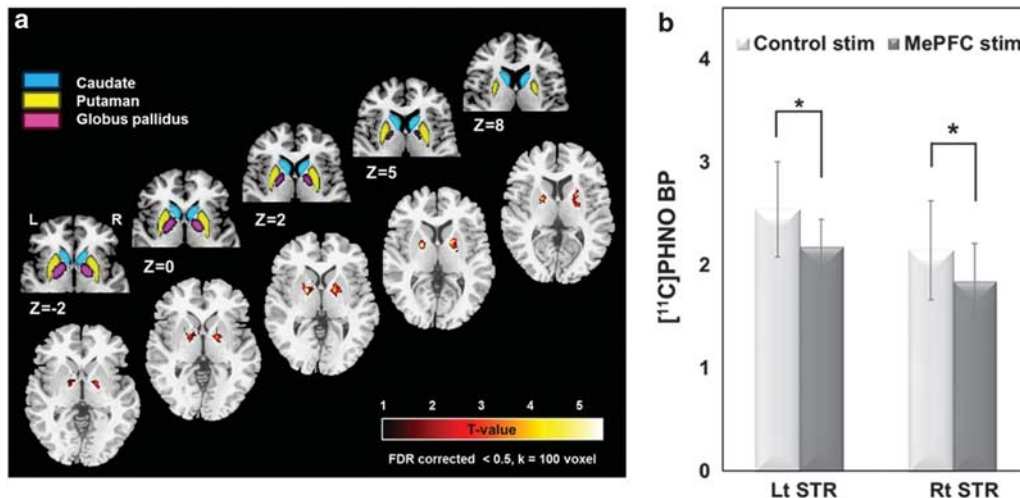 a
Caudate
Putaman
Globus pallidus
Z=8
Z=5
Z=2
L R
Z=0
Z=-2
1 2 3 4 5
T-value
FDR corrected < 0.5, k = 100 voxel
b
Control stim MePFC stim
[¹¹C]PHNO BP
4
3
2
1
0
*
*
Lt STR Rt STR